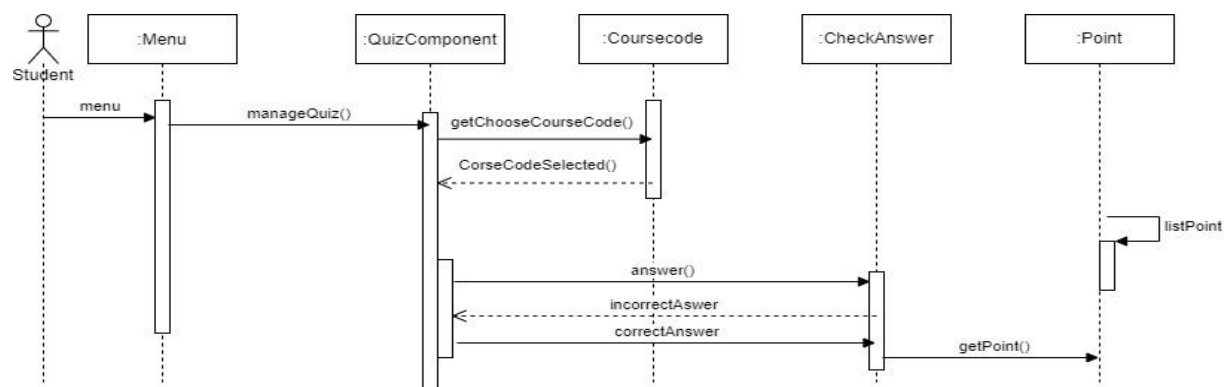 Student
:Menu
:QuizComponent
:Coursecode
:CheckAnswer
:Point
menu
manageQuiz()
getChooseCourseCode()
CorseCodeSelected()
listPoint
answer()
incorrectAswer
correctAnswer
getPoint()